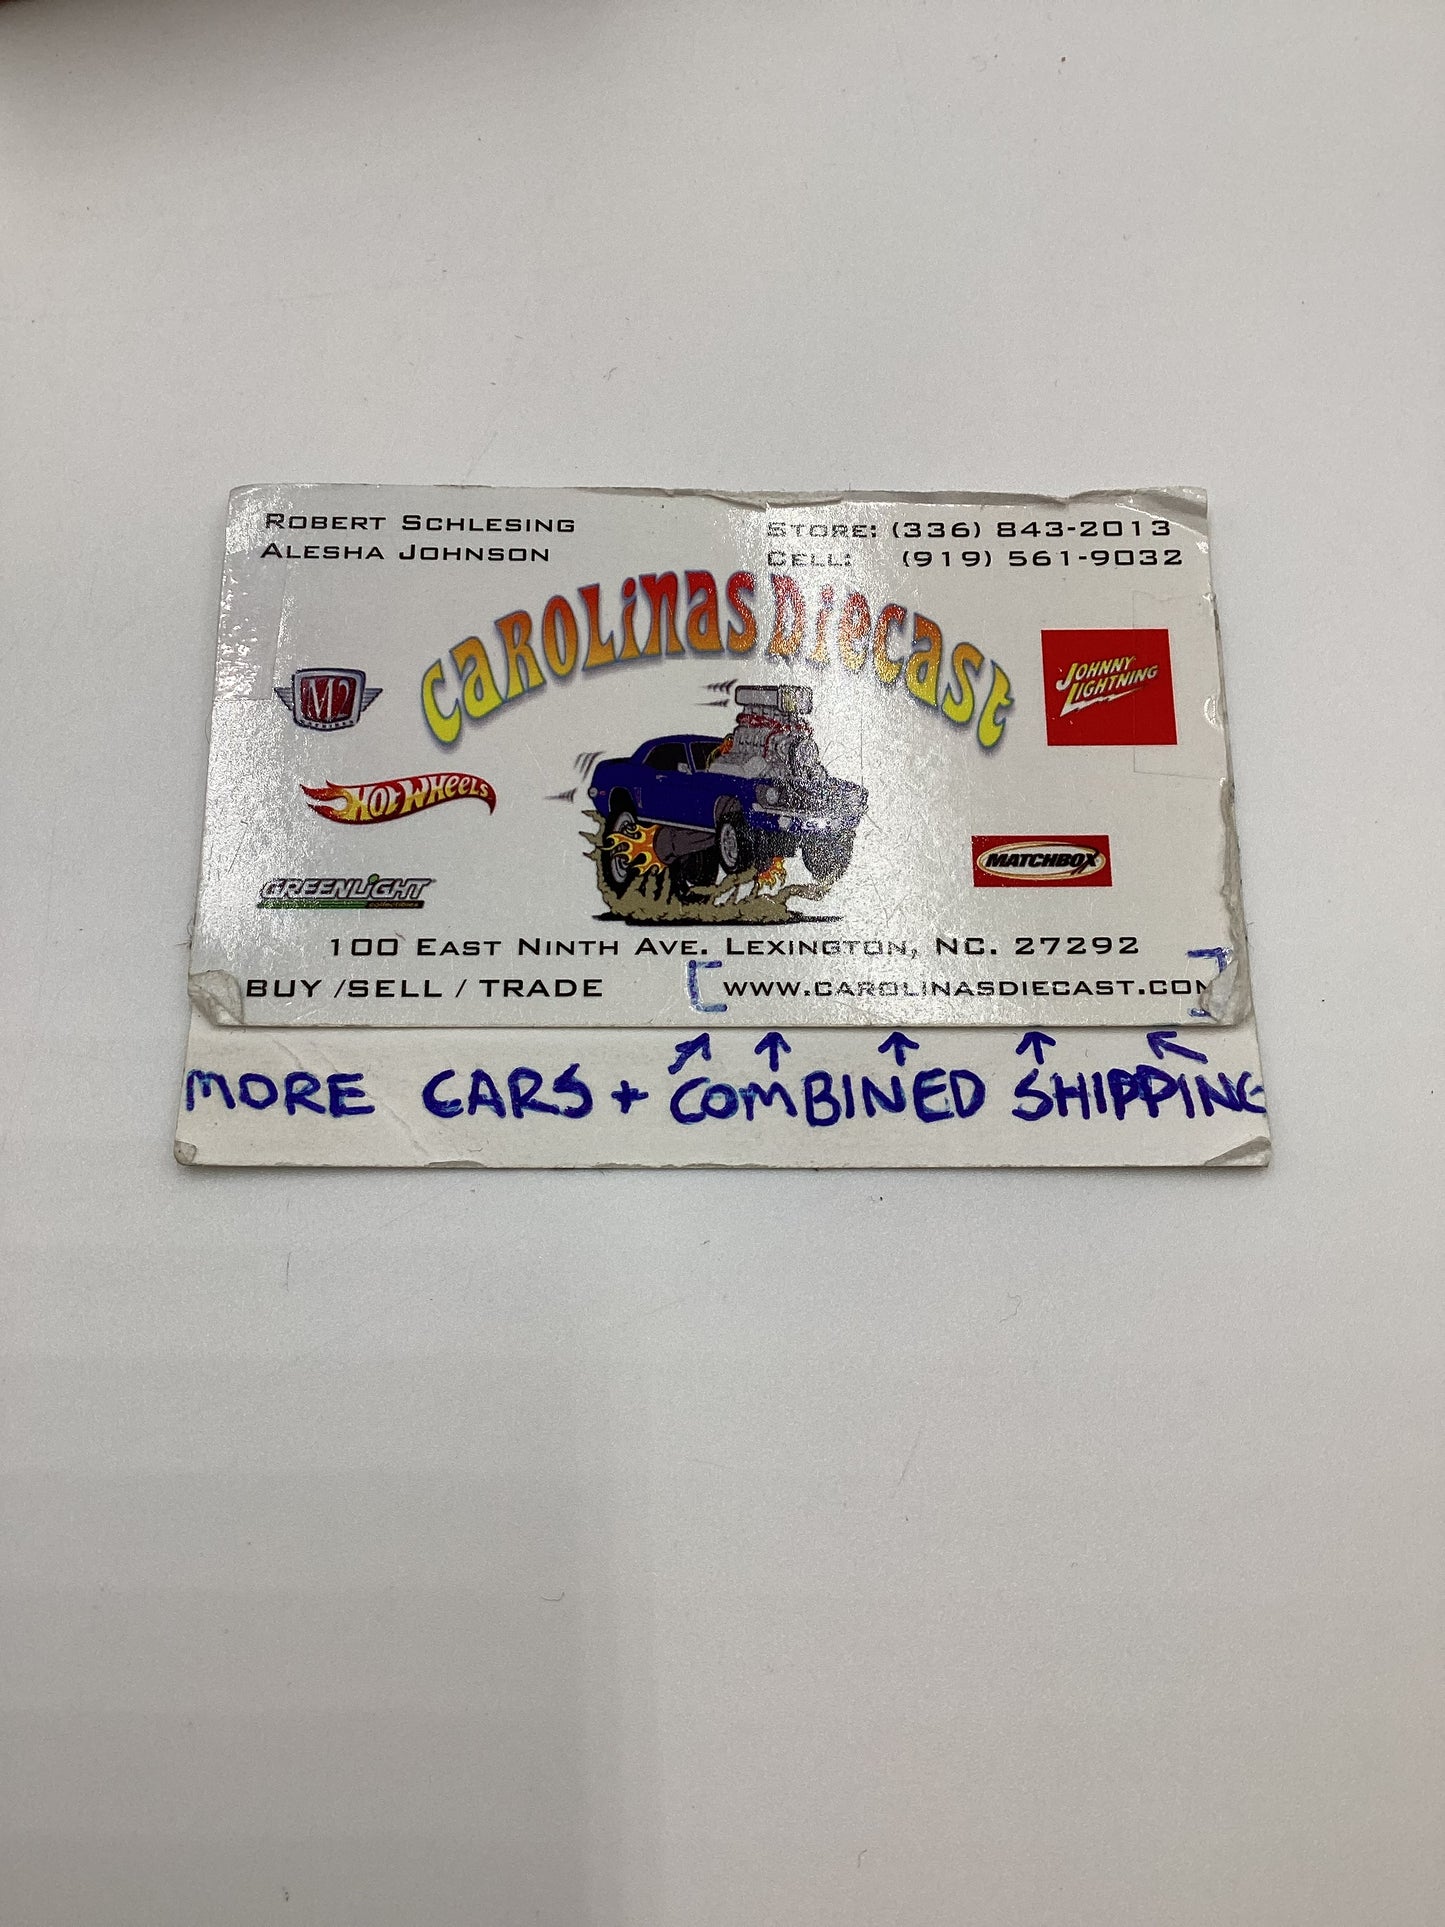 Robert Schlesing
Alesha Johnson
Store: (336) 843-2013
Cell: (919) 561-9032
Carolinas Diecast
M2
Johnny Lightning
Hot Wheels
Matchbox
Greenlight
collectibles
100 East Ninth Ave. Lexington, NC. 27292
BUY /SELL / TRADE [ www.carolinasdiecast.com ]
MORE CARS + COMBINED SHIPPING